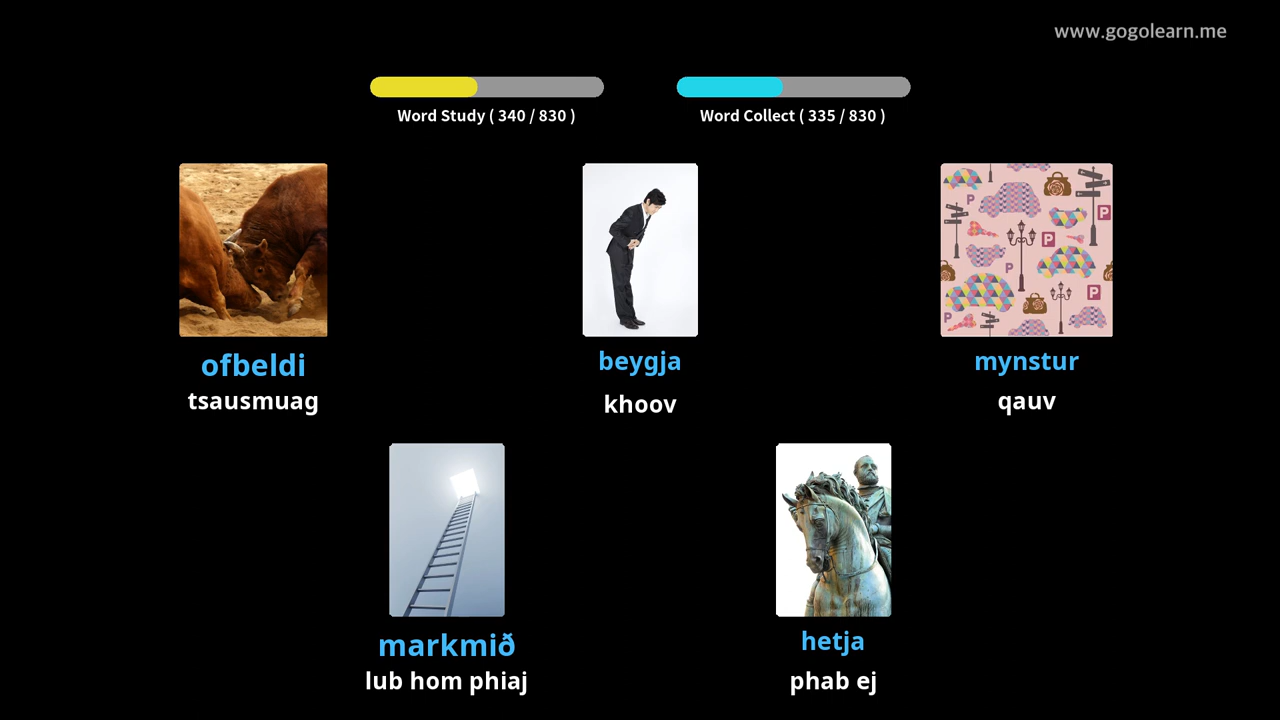 www.gogolearn.me
Word Study ( 340 / 830 )
Word Collect ( 335 / 830 )
P
P
P
P
P
P
ofbeldi
tsausmuag
beygja
khoov
mynstur
qauv
markmið
lub hom phiaj
hetja
phab ej